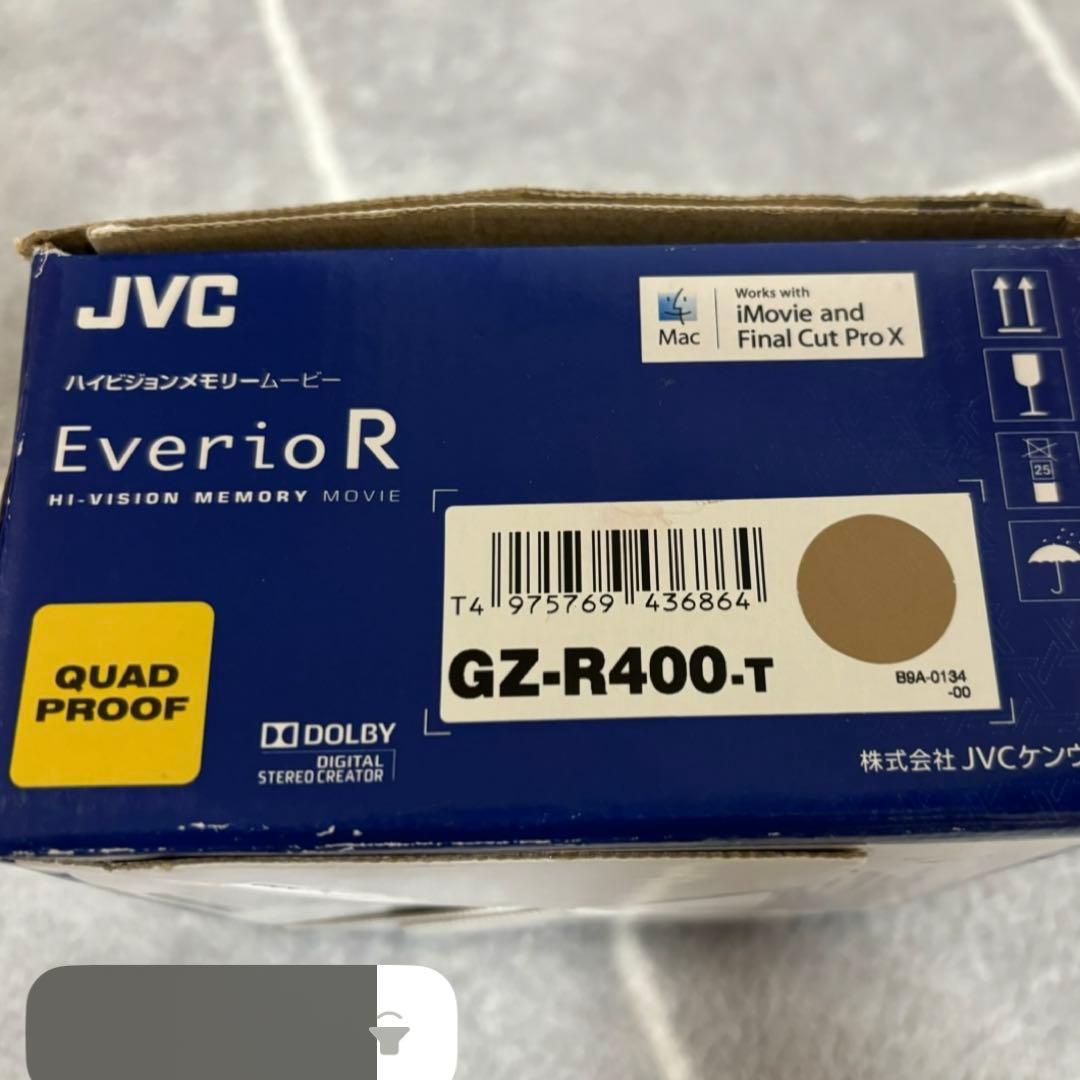 JVC
ハイビジョンメモリームービー
Everio R
HI-VISION MEMORY MOVIE
Mac
Works with
iMovie and
Final Cut Pro X
25
T4 975769 436864
GZ-R400-T
B9A-0134
-00
QUAD
PROOF
DOLBY
DIGITAL
STEREO CREATOR
株式会社 JVCケンウ